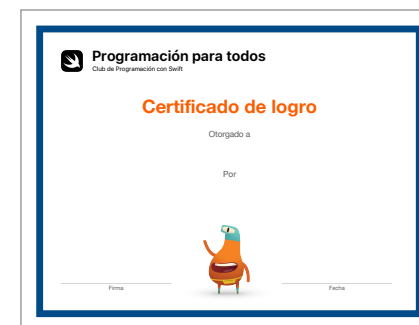 Programación para todos
Club de Programación con Swift
Certificado de logro
Otorgado a
Por
Firma
Fecha